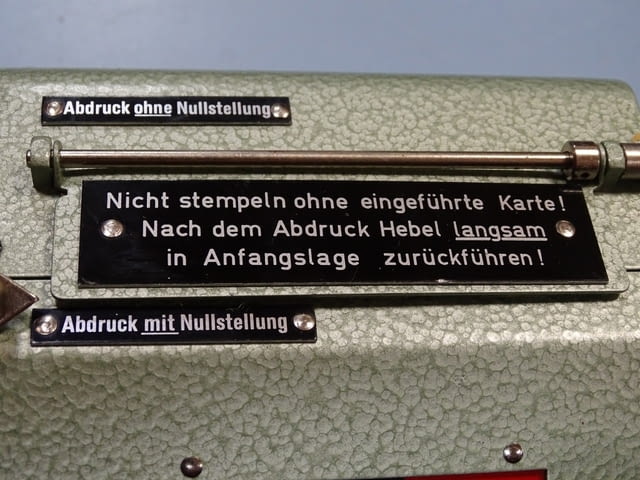 Abdruck ohne Nullstellung
Nicht stempeln ohne eingeführte Karte!
Nach dem Abdruck Hebel langsam
in Anfangslage zurückführen!
Abdruck mit Nullstellung